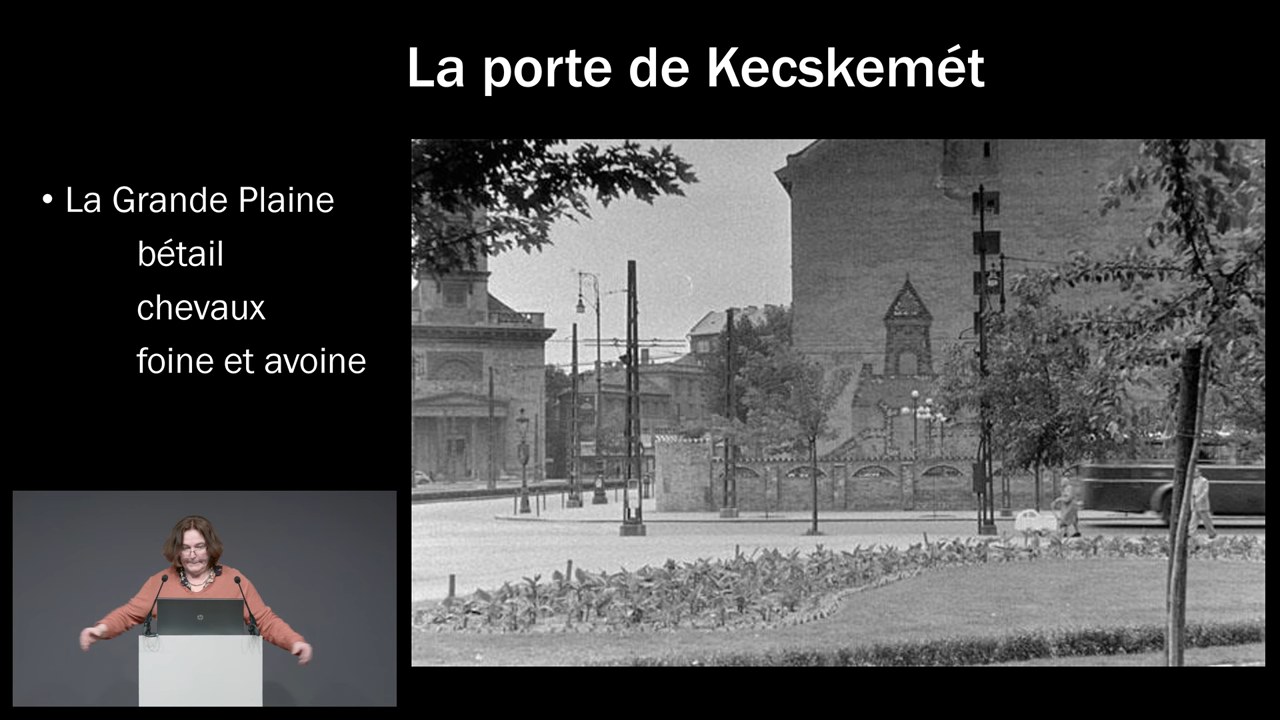 La porte de Kecskemét
• La Grande Plaine
bétail
chevaux
foine et avoine